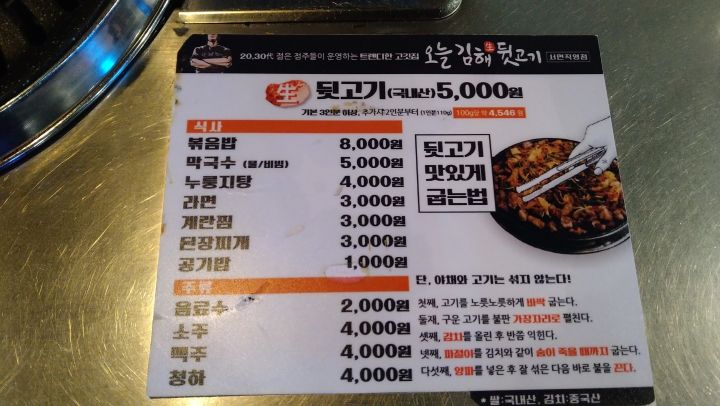 20,30代 젊은 점주들이 운영하는 트렌디한 고깃집 오늘김해生뒷고기 서면직영점
生 뒷고기(국내산) 5,000원
기본 3인분 이상, 추가시 2인분부터 (1인분 110g) 100g당 약 4,546원
식사
볶음밥 8,000원
막국수 (물/비빔) 5,000원
누룽지탕 4,000원
라면 3,000원
계란찜 3,000원
된장찌개 3,000원
공기밥 1,000원
주류
음료수 2,000원
소주 4,000원
맥주 4,000원
청하 4,000원
뒷고기
맛있게
굽는법
단, 야채와 고기는 섞지 않는다!
첫째, 고기를 노릇노릇하게 바싹 굽는다.
둘째, 구운 고기를 불판 가장자리로 펼친다.
셋째, 김치를 올린 후 반쯤 익힌다.
넷째, 파절이를 김치와 같이 숨이 죽을 때까지 굽는다.
다섯째, 양파를 넣은 후 잘 섞은 다음 바로 불을 끈다.
* 쌀:국내산, 김치:중국산